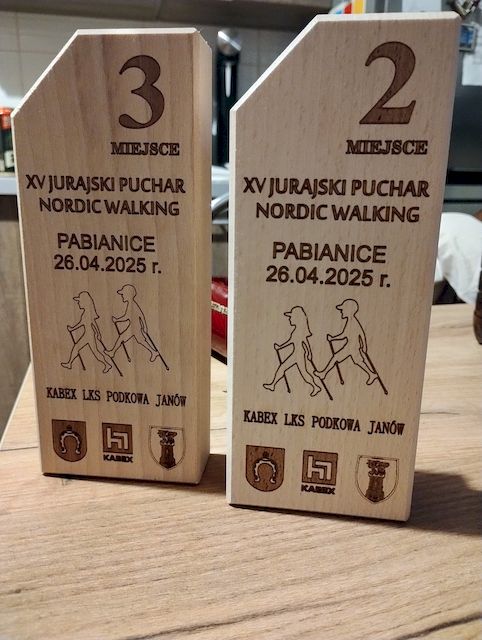 3
MIEJSCE
XV JURAJSKI PUCHAR
NORDIC WALKING
PABIANICE
26.04.2025 r.
KABEX LKS PODKOWA JANÓW
KABEX
2
MIEJSCE
XV JURAJSKI PUCHAR
NORDIC WALKING
PABIANICE
26.04.2025 r.
KABEX LKS PODKOWA JANÓW
KABEX